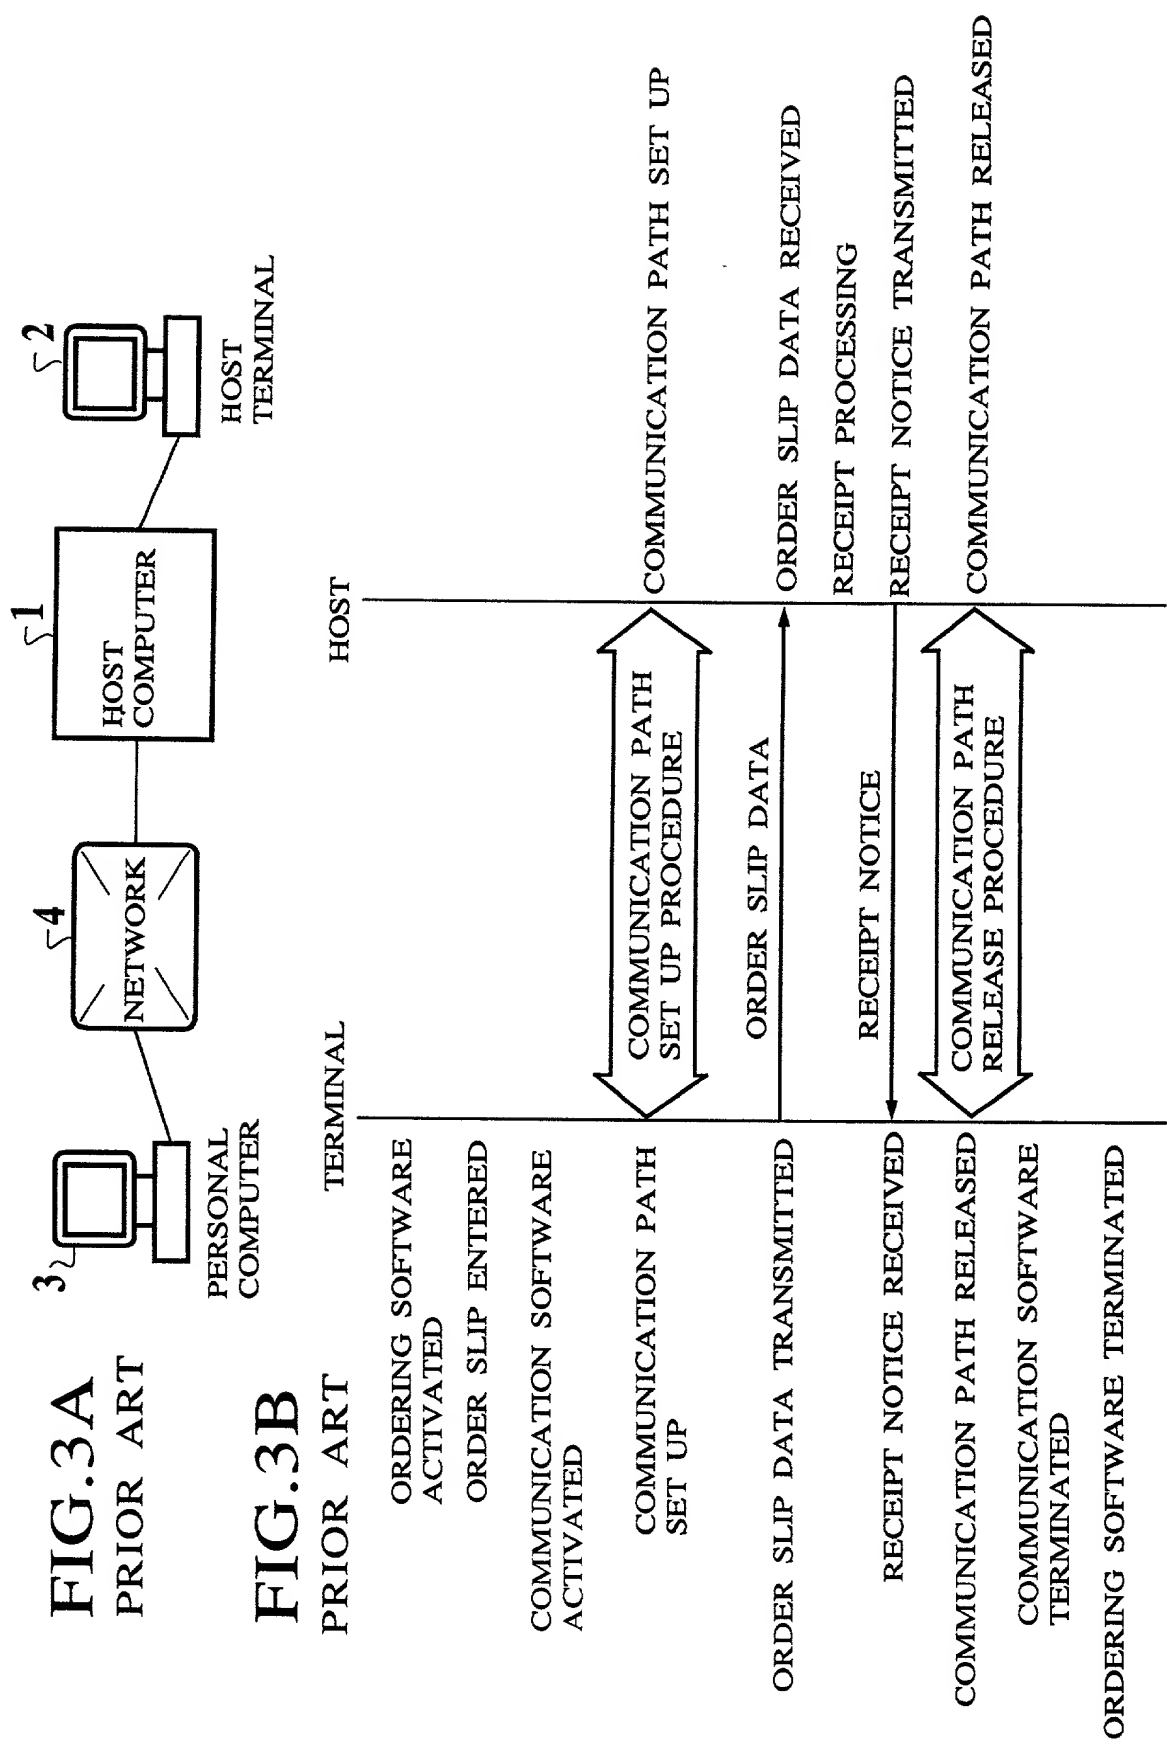 FIG.3A
PRIOR ART
3
PERSONAL
COMPUTER
4
NETWORK
1
HOST
COMPUTER
2
HOST
TERMINAL
FIG.3B
PRIOR ART
TERMINAL
HOST
ORDERING SOFTWARE
ACTIVATED
ORDER SLIP ENTERED
COMMUNICATION SOFTWARE
ACTIVATED
COMMUNICATION PATH
SET UP
COMMUNICATION PATH
SET UP PROCEDURE
COMMUNICATION PATH SET UP
ORDER SLIP DATA TRANSMITTED
ORDER SLIP DATA
ORDER SLIP DATA RECEIVED
RECEIPT PROCESSING
RECEIPT NOTICE RECEIVED
RECEIPT NOTICE
RECEIPT NOTICE TRANSMITTED
COMMUNICATION PATH RELEASED
COMMUNICATION PATH
RELEASE PROCEDURE
COMMUNICATION PATH RELEASED
COMMUNICATION SOFTWARE
TERMINATED
ORDERING SOFTWARE TERMINATED